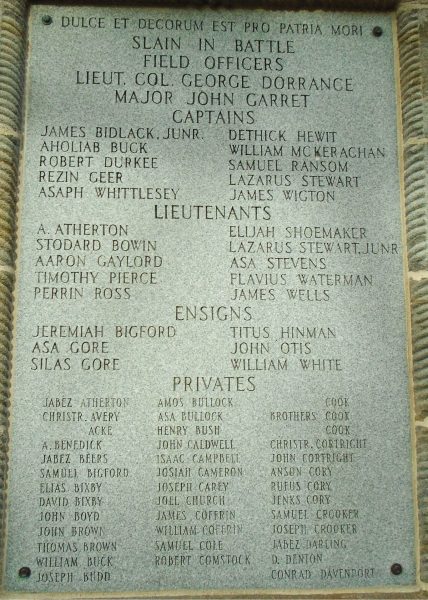 DULCE ET DECORUM EST PRO PATRIA MORI
SLAIN IN BATTLE
FIELD OFFICERS
LIEUT. COL. GEORGE DORRANCE
MAJOR JOHN GARRET
CAPTAINS
JAMES BIDLACK, JUNR. DETHICK HEWIT
AHOLIAB BUCK WILLIAM MCKERACHAN
ROBERT DURKEE SAMUEL RANSOM
REZIN GEER LAZARUS STEWART
ASAPH WHITTLESEY JAMES WIGTON
LIEUTENANTS
A. ATHERTON ELIJAH SHOEMAKER
STODARD BOWIN LAZARUS STEWART, JUNR
AARON GAYLORD ASA STEVENS
TIMOTHY PIERCE FLAVIUS WATERMAN
PERRIN ROSS JAMES WELLS
ENSIGNS
JEREMIAH BIGFORD TITUS HINMAN
ASA GORE JOHN OTIS
SILAS GORE WILLIAM WHITE
PRIVATES
JABEZ ATHERTON AMOS BULLOCK COOK
CHRISTR. AVERY ASA BULLOCK BROTHERS COOK
ACKE HENRY BUSH COOK
A. BENEDICK JOHN CALDWELL CHRISTR. CORTRIGHT
JABEZ BEERS ISAAC CAMPBELL JOHN CORTRIGHT
SAMUEL BIGFORD JOSIAH CAMERON ANSON CORY
ELIAS BIXBY JOSEPH CAREY RUFUS CORY
DAVID BIXBY JOEL CHURCH JENKS CORY
JOHN BOYD JAMES COFFRIN SAMUEL CROOKER
JOHN BROWN WILLIAM COFFRIN JOSEPH CROOKER
THOMAS BROWN SAMUEL COLE JABEZ DARLING
WILLIAM BUCK ROBERT COMSTOCK D. DENTON
JOSEPH BUDD CONRAD DAVENPORT